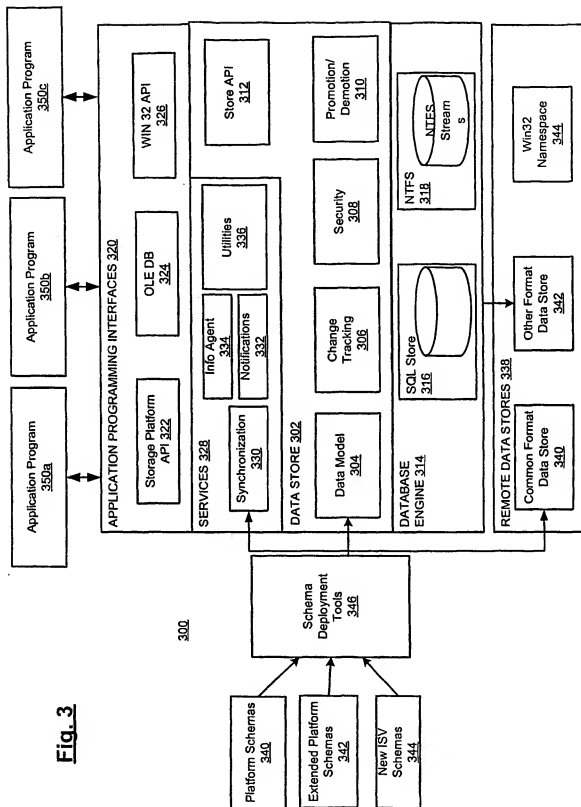 Application Program
350a
Application Program
350b
Application Program
350c
APPLICATION PROGRAMMING INTERFACES 320
Storage Platform
API 322
OLE DB
324
WIN 32 API
326
SERVICES 328
Synchronization
330
Info Agent
334
Notifications
332
Utilities
336
Store API
312
DATA STORE 302
Data Model
304
Change
Tracking
306
Security
308
Promotion/
Demotion
310
DATABASE
ENGINE 314
SQL Store
316
NTFS
318
NTFS
Stream
s
REMOTE DATA STORES 338
Common Format
Data Store
340
Other Format
Data Store
342
Win32
Namespace
344
300
Schema
Deployment
Tools
346
Platform Schemas
340
Extended Platform
Schemas
342
New ISV
Schemas
344
Fig. 3